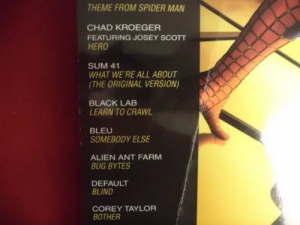 THEME FROM SPIDER MAN
CHAD KROEGER
FEATURING JOSEY SCOTT
HERO
SUM 41
WHAT WE'RE ALL ABOUT
(THE ORIGINAL VERSION)
BLACK LAB
LEARN TO CRAWL
BLEU
SOMEBODY ELSE
ALIEN ANT FARM
BUG BYTES
DEFAULT
BLIND
COREY TAYLOR
BOTHER